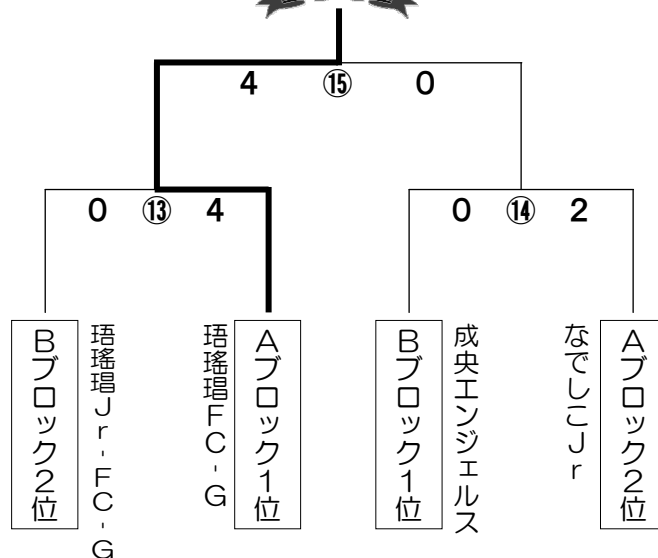 4 ⑮ 0
0 ⑬ 4
0 ⑭ 2
Bブロック2位
珸瑤瑁Jr-FC-G
珸瑤瑁FC-G
Aブロック1位
Bブロック1位
成央エンジェルス
なでしこJr
Aブロック2位